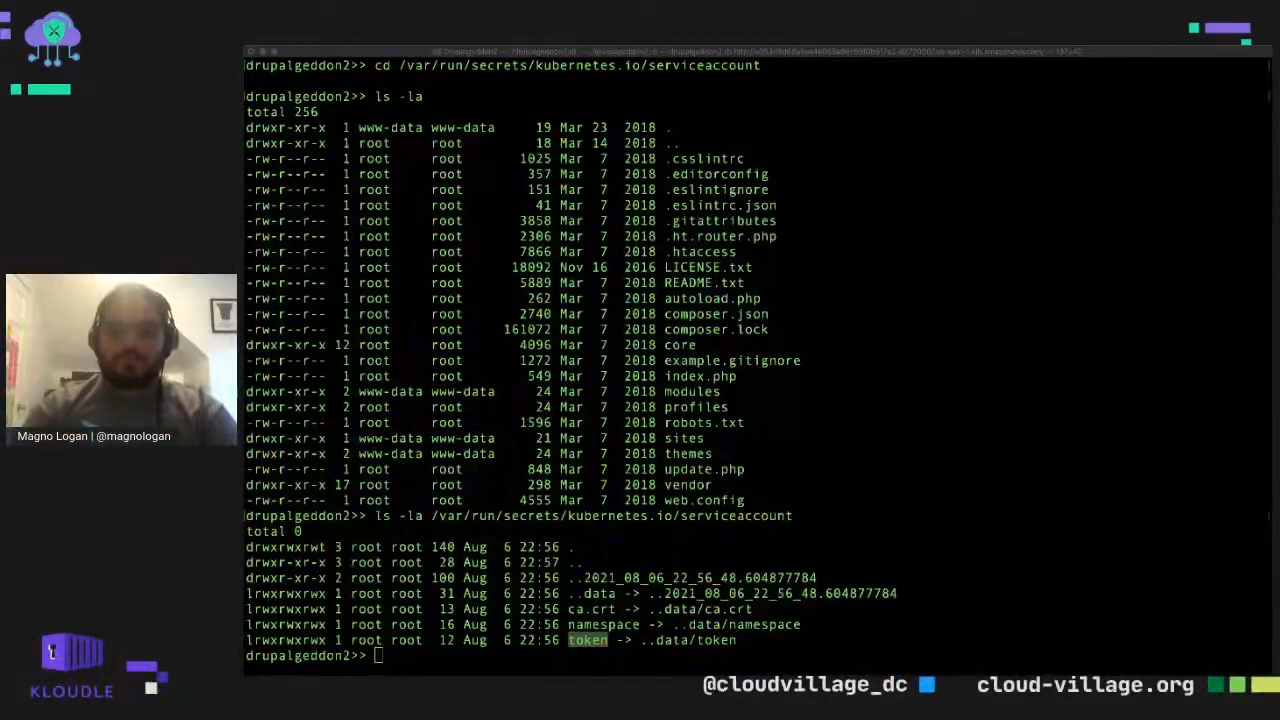 drupalgeddon2>> cd /var/run/secrets/kubernetes.io/serviceaccount
drupalgeddon2>> ls -la
total 256
drwxr-xr-x 1 www-data www-data 19 Mar 23 2018 .
drwxr-xr-x 1 root root 18 Mar 14 2018 ..
-rw-r--r-- 1 root root 1025 Mar 7 2018 .csslintrc
-rw-r--r-- 1 root root 357 Mar 7 2018 .editorconfig
-rw-r--r-- 1 root root 151 Mar 7 2018 .eslintignore
-rw-r--r-- 1 root root 41 Mar 7 2018 .eslintrc.json
-rw-r--r-- 1 root root 3858 Mar 7 2018 .gitattributes
-rw-r--r-- 1 root root 2306 Mar 7 2018 .ht.router.php
-rw-r--r-- 1 root root 7866 Mar 7 2018 .htaccess
-rw-r--r-- 1 root root 18092 Nov 16 2016 LICENSE.txt
-rw-r--r-- 1 root root 5889 Mar 7 2018 README.txt
-rw-r--r-- 1 root root 262 Mar 7 2018 autoload.php
-rw-r--r-- 1 root root 2740 Mar 7 2018 composer.json
-rw-r--r-- 1 root root 161072 Mar 7 2018 composer.lock
drwxr-xr-x 12 root root 4096 Mar 7 2018 core
-rw-r--r-- 1 root root 1272 Mar 7 2018 example.gitignore
-rw-r--r-- 1 root root 549 Mar 7 2018 index.php
drwxr-xr-x 2 www-data www-data 24 Mar 7 2018 modules
drwxr-xr-x 2 root root 24 Mar 7 2018 profiles
-rw-r--r-- 1 root root 1596 Mar 7 2018 robots.txt
drwxr-xr-x 1 www-data www-data 21 Mar 7 2018 sites
drwxr-xr-x 2 www-data www-data 24 Mar 7 2018 themes
-rw-r--r-- 1 root root 848 Mar 7 2018 update.php
drwxr-xr-x 17 root root 298 Mar 7 2018 vendor
-rw-r--r-- 1 root root 4555 Mar 7 2018 web.config
drupalgeddon2>> ls -la /var/run/secrets/kubernetes.io/serviceaccount
total 0
drwxrwxrwt 3 root root 140 Aug 6 22:56 .
drwxr-xr-x 3 root root 28 Aug 6 22:57 ..
drwxr-xr-x 2 root root 100 Aug 6 22:56 ..2021_08_06_22_56_48.604877784
lrwxrwxrwx 1 root root 31 Aug 6 22:56 ..data -> ..2021_08_06_22_56_48.604877784
lrwxrwxrwx 1 root root 13 Aug 6 22:56 ca.crt -> ..data/ca.crt
lrwxrwxrwx 1 root root 16 Aug 6 22:56 namespace -> ..data/namespace
lrwxrwxrwx 1 root root 12 Aug 6 22:56 token -> ..data/token
drupalgeddon2>>
Magno Logan | @magnologan
KLOUDLE
@cloudvillage_dc
cloud-village.org